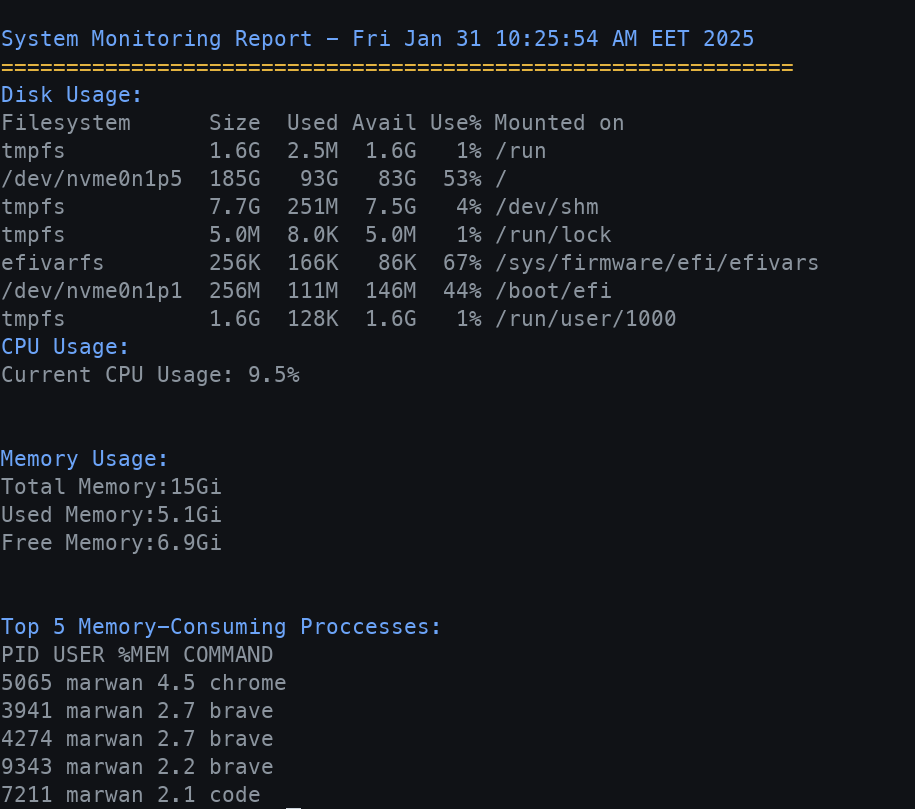 System Monitoring Report - Fri Jan 31 10:25:54 AM EET 2025
=============================================================
Disk Usage:
Filesystem      Size  Used Avail Use% Mounted on
tmpfs           1.6G  2.5M  1.6G   1% /run
/dev/nvme0n1p5  185G   93G   83G  53% /
tmpfs           7.7G  251M  7.5G   4% /dev/shm
tmpfs           5.0M  8.0K  5.0M   1% /run/lock
efivarfs        256K  166K   86K  67% /sys/firmware/efi/efivars
/dev/nvme0n1p1  256M  111M  146M  44% /boot/efi
tmpfs           1.6G  128K  1.6G   1% /run/user/1000
CPU Usage:
Current CPU Usage: 9.5%
Memory Usage:
Total Memory:15Gi
Used Memory:5.1Gi
Free Memory:6.9Gi
Top 5 Memory-Consuming Proccesses:
PID USER %MEM COMMAND
5065 marwan 4.5 chrome
3941 marwan 2.7 brave
4274 marwan 2.7 brave
9343 marwan 2.2 brave
7211 marwan 2.1 code